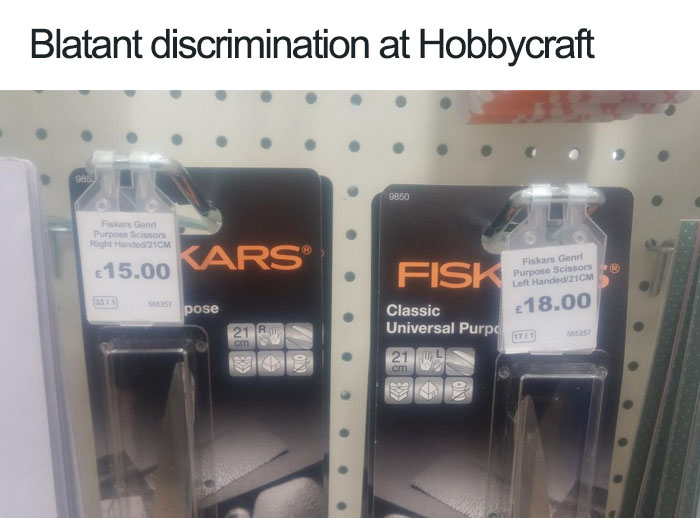 Blatant discrimination at Hobbycraft
985
Fiskars Genrl
Purpose Scissors
Right Handed/21CM
£15.00
33 / 1
565257
KARS®
pose
21
cm
R
9850
Fiskars Genrl
Purpose Scissors
Left Handed/21CM
£18.00
17 / 1
565257
FISK
S®
Classic
Universal Purpo
21
cm
L